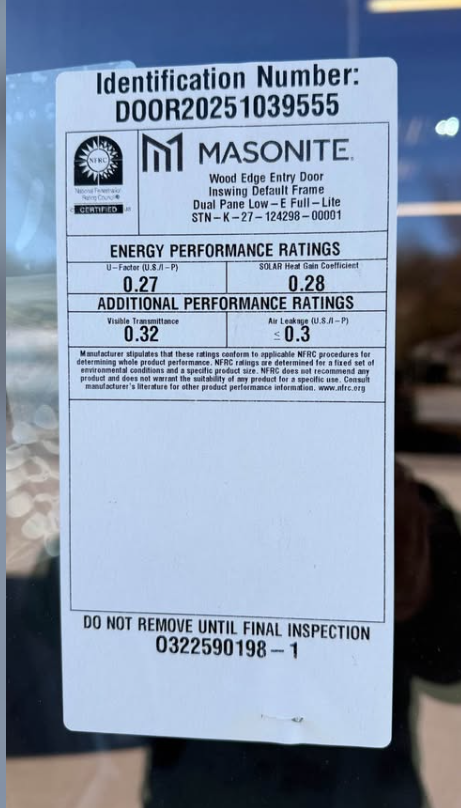 Identification Number:
DOOR20251039555
NFRC
National Fenestration
Rating Council®
CERTIFIED
MASONITE®
Wood Edge Entry Door
Inswing Default Frame
Dual Pane Low-E Full-Lite
STN-K-27-124298-00001
ENERGY PERFORMANCE RATINGS
U-Factor (U.S./I-P)
0.27
SOLAR Heat Gain Coefficient
0.28
ADDITIONAL PERFORMANCE RATINGS
Visible Transmittance
0.32
Air Leakage (U.S./I-P)
≤ 0.3
Manufacturer stipulates that these ratings conform to applicable NFRC procedures for
determining whole product performance. NFRC ratings are determined for a fixed set of
environmental conditions and a specific product size. NFRC does not recommend any
product and does not warrant the suitability of any product for a specific use. Consult
manufacturer's literature for other product performance information. www.nfrc.org
DO NOT REMOVE UNTIL FINAL INSPECTION
0322590198-1